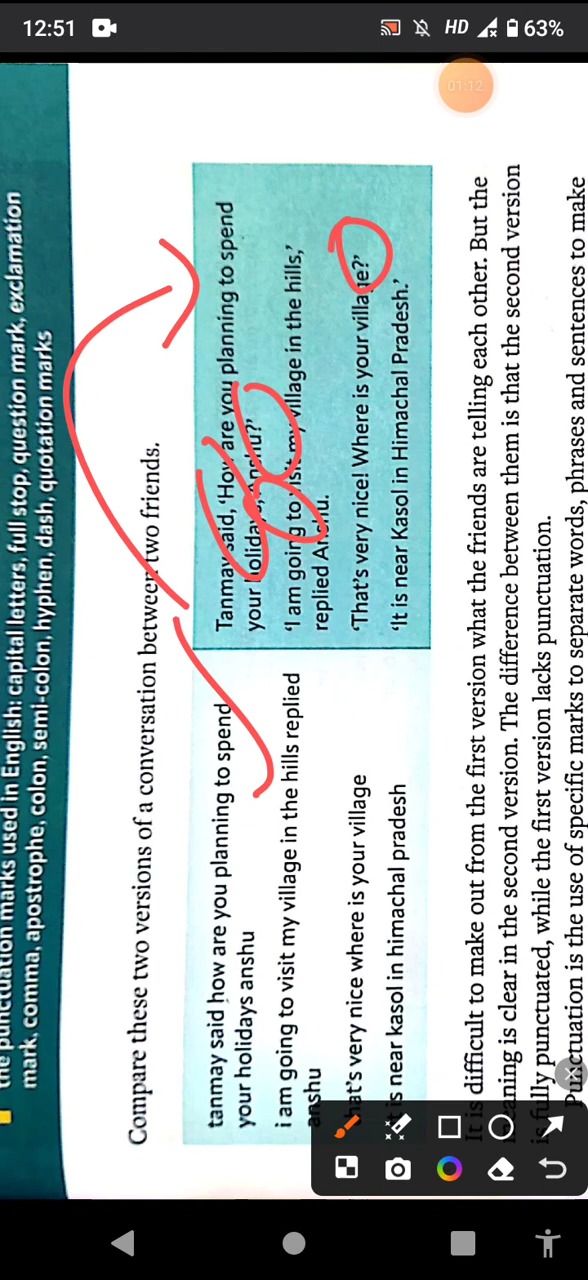 12:51
HD
63%
01:12
the punctuation marks used in English: capital letters, full stop, question mark, exclamation
mark, comma, apostrophe, colon, semi-colon, hyphen, dash, quotation marks
Compare these two versions of a conversation between two friends.
tanmay said how are you planning to spend
your holidays anshu
i am going to visit my village in the hills replied
anshu
that's very nice where is your village
it is near kasol in himachal pradesh
Tanmay said, 'How are you planning to spend
your holidays, Anshu?'
'I am going to visit my village in the hills,'
replied Anshu.
'That's very nice! Where is your village?'
'It is near Kasol in Himachal Pradesh.'
It is difficult to make out from the first version what the friends are telling each other. But the
meaning is clear in the second version. The difference between them is that the second version
is fully punctuated, while the first version lacks punctuation.
Punctuation is the use of specific marks to separate words, phrases and sentences to make